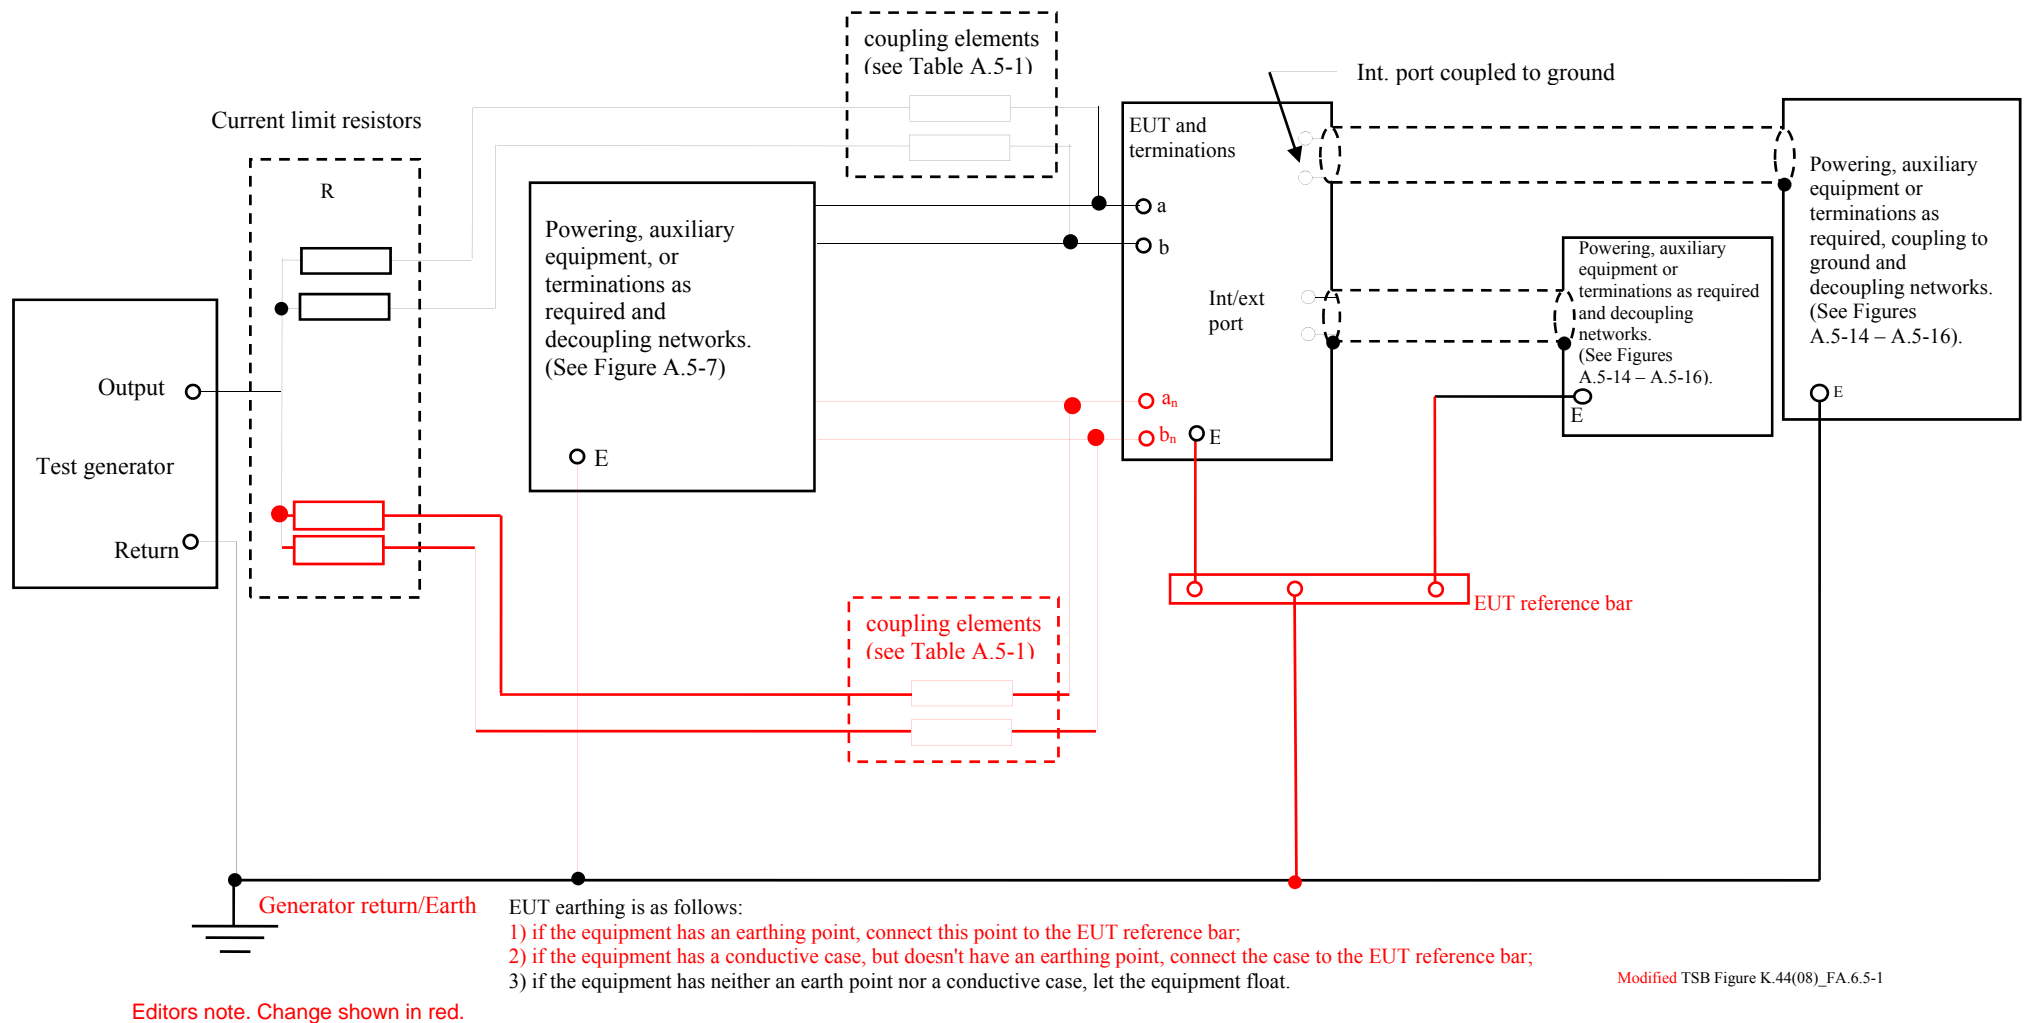 coupling elements
(see Table A.5-1)
Int. port coupled to ground
Current limit resistors
R
EUT and
terminations
a
b
Int/ext
port
an
bn
E
Powering, auxiliary
equipment, or
terminations as
required and
decoupling networks.
(See Figure A.5-7)
E
Powering, auxiliary
equipment or
terminations as required
and decoupling
networks.
(See Figures
A.5-14 – A.5-16).
E
Powering, auxiliary
equipment or
terminations as
required, coupling to
ground and
decoupling networks.
(See Figures
A.5-14 – A.5-16).
E
Output
Test generator
Return
EUT reference bar
coupling elements
(see Table A.5-1)
Generator return/Earth
EUT earthing is as follows:
1) if the equipment has an earthing point, connect this point to the EUT reference bar;
2) if the equipment has a conductive case, but doesn't have an earthing point, connect the case to the EUT reference bar;
3) if the equipment has neither an earth point nor a conductive case, let the equipment float.
Modified TSB Figure K.44(08)_FA.6.5-1
Editors note. Change shown in red.